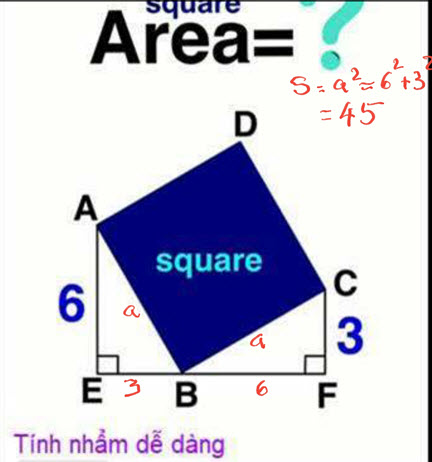 square
Area= ?
S = a² = 6² + 3²
= 45
D
A
square
C
6
a
a
3
E
3
B
6
F
Tính nhẩm dễ dàng